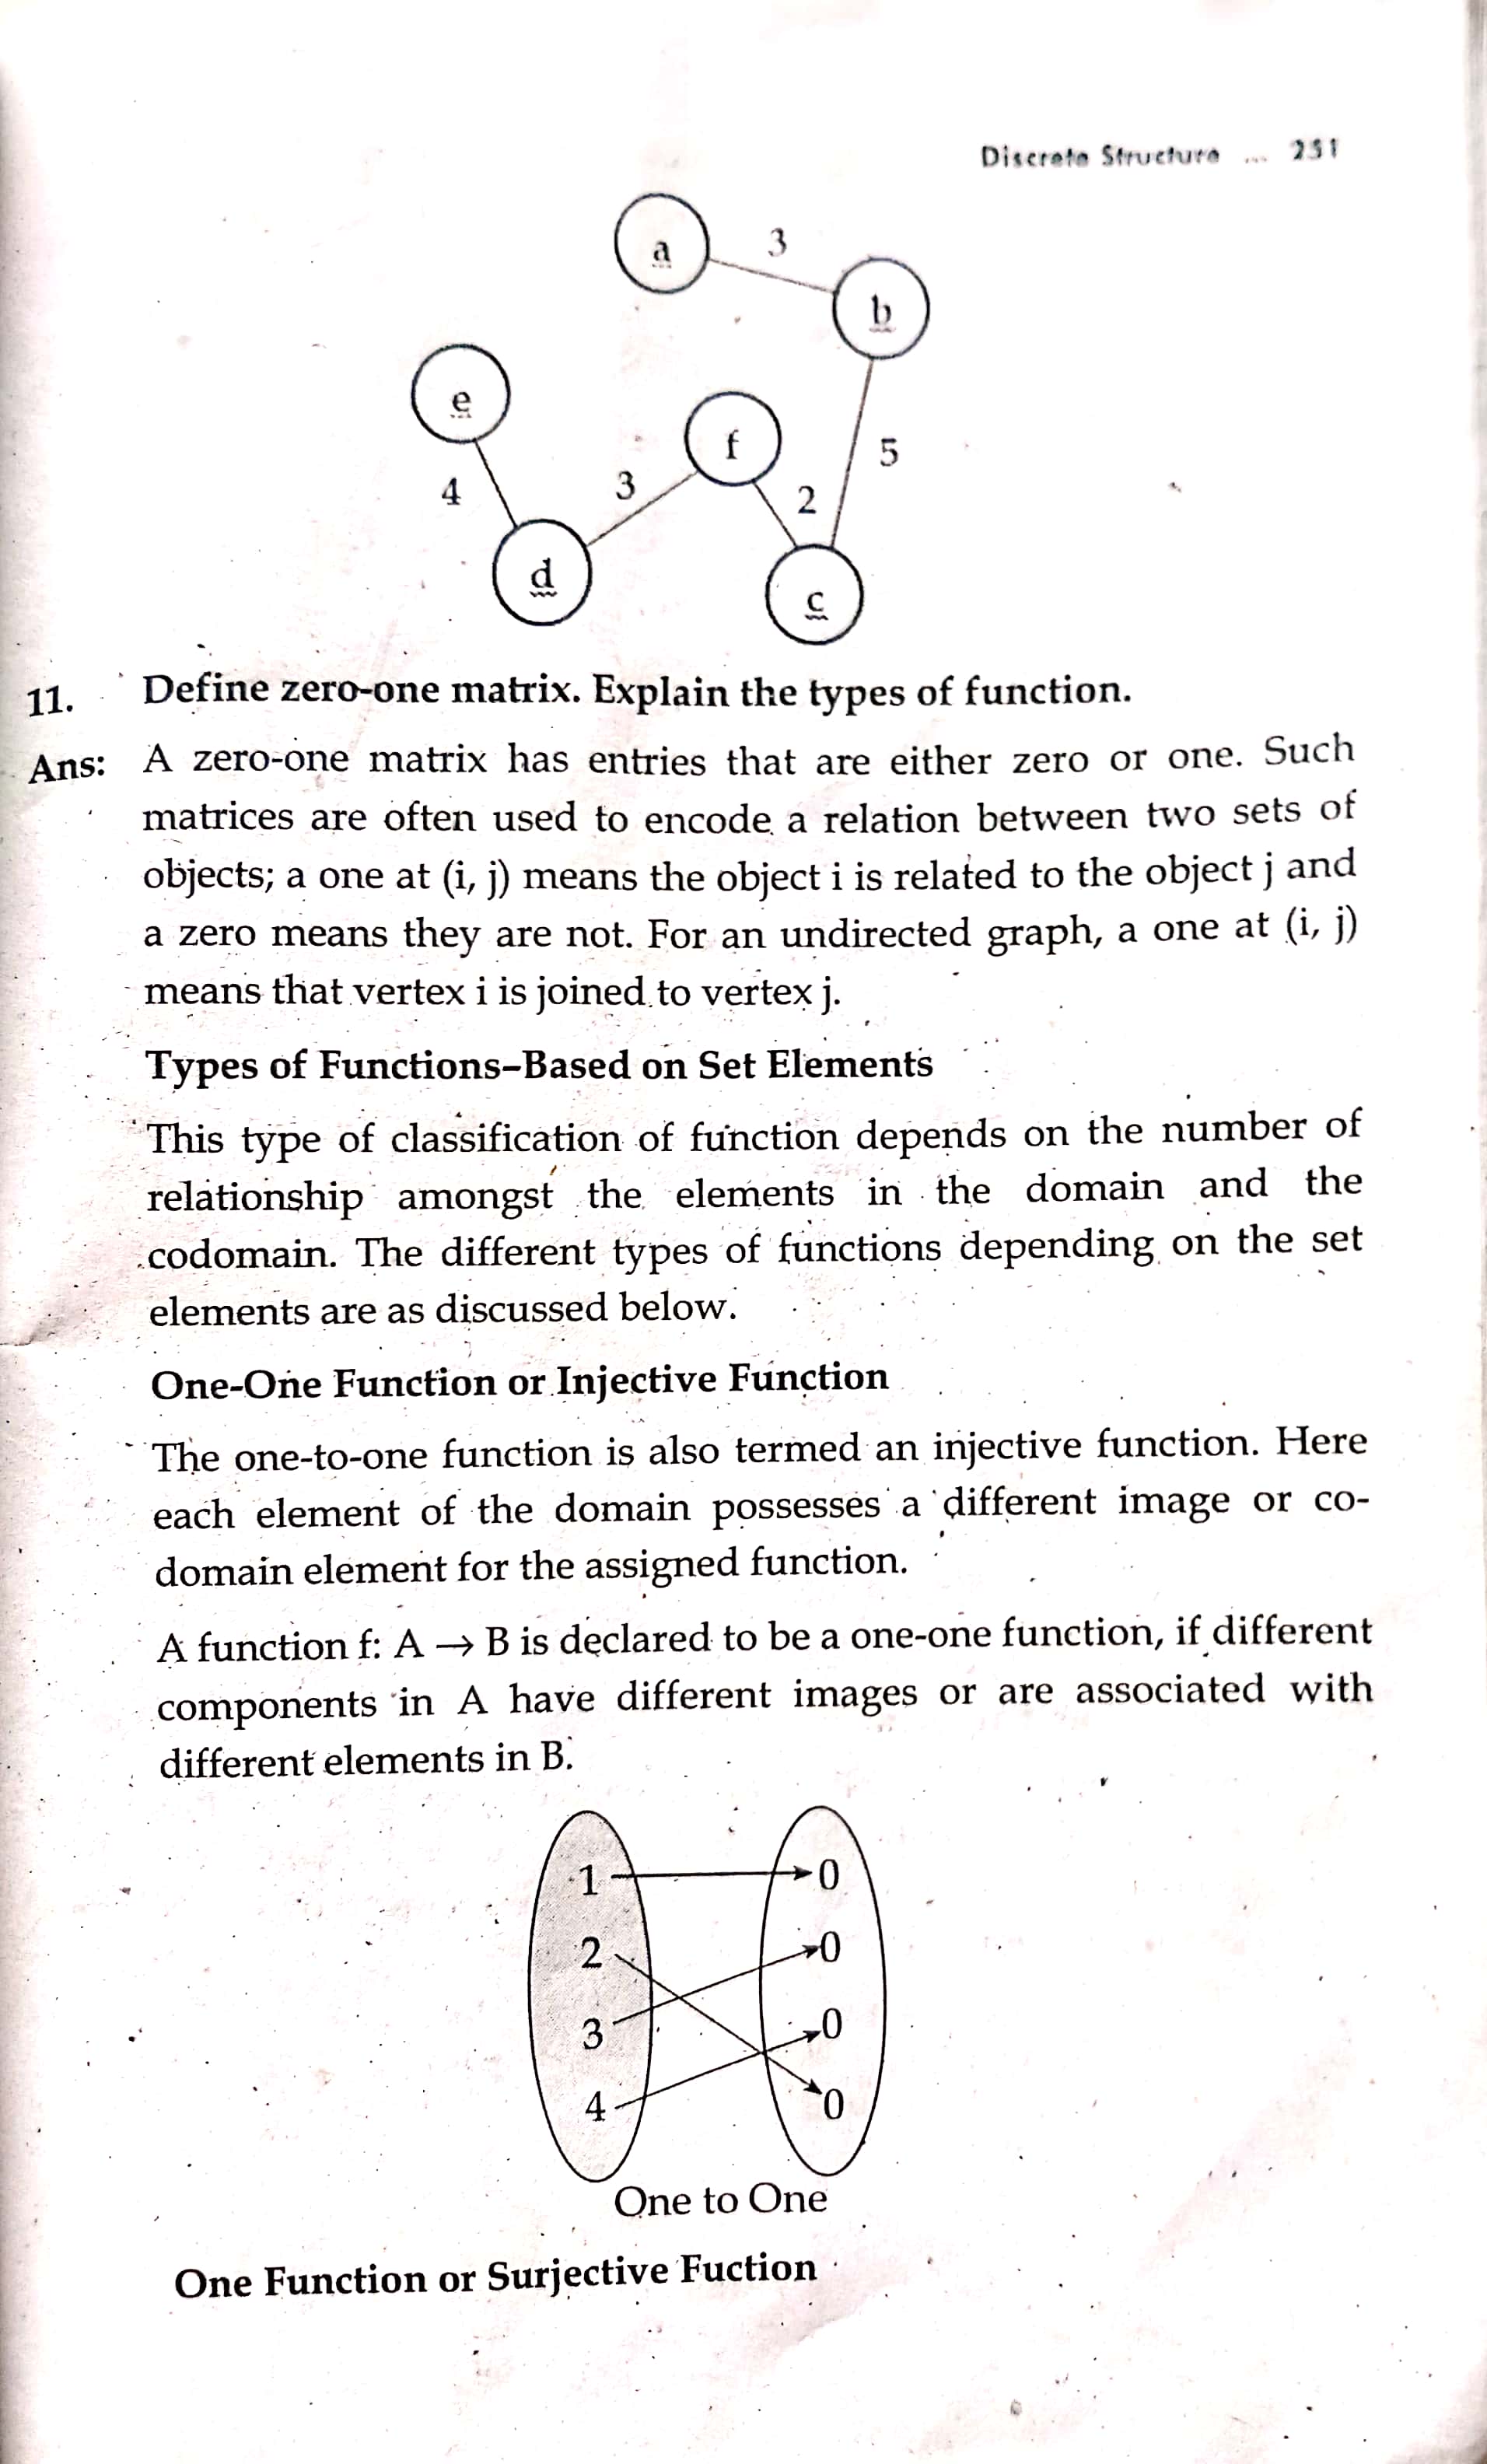 Discrete Structure ... 251
a
3
b
e
f
5
4
3
2
d
c
11. Define zero-one matrix. Explain the types of function.
Ans: A zero-one matrix has entries that are either zero or one. Such
matrices are often used to encode a relation between two sets of
objects; a one at (i, j) means the object i is related to the object j and
a zero means they are not. For an undirected graph, a one at (i, j)
means that vertex i is joined to vertex j.
Types of Functions–Based on Set Elements
This type of classification of function depends on the number of
relationship amongst the elements in the domain and the
codomain. The different types of functions depending on the set
elements are as discussed below.
One-One Function or Injective Function
The one-to-one function is also termed an injective function. Here
each element of the domain possesses a different image or co-
domain element for the assigned function.
A function f: A → B is declared to be a one-one function, if different
components in A have different images or are associated with
different elements in B.
1 0
2 0
3 0
4 0
One to One
One Function or Surjective Fuction